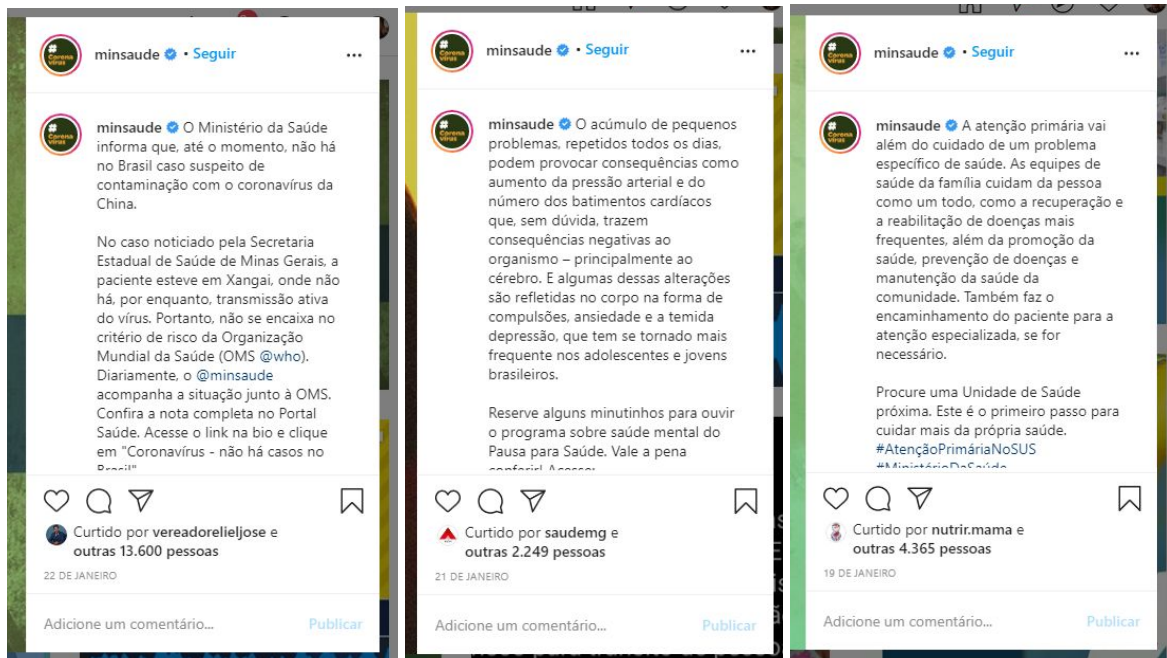 minsaude • Seguir
minsaude O Ministério da Saúde
informa que, até o momento, não há
no Brasil caso suspeito de
contaminação com o coronavírus da
China.
No caso noticiado pela Secretaria
Estadual de Saúde de Minas Gerais, a
paciente esteve em Xangai, onde não
há, por enquanto, transmissão ativa
do vírus. Portanto, não se encaixa no
critério de risco da Organização
Mundial da Saúde (OMS @who).
Diariamente, o @minsaude
acompanha a situação junto à OMS.
Confira a nota completa no Portal
Saúde. Acesse o link na bio e clique
em "Coronavírus - não há casos no
Brasil"
Curtido por vereadorelieljose e
outras 13.600 pessoas
22 DE JANEIRO
Adicione um comentário... Publicar
minsaude • Seguir
minsaude O acúmulo de pequenos
problemas, repetidos todos os dias,
podem provocar consequências como
aumento da pressão arterial e do
número dos batimentos cardíacos
que, sem dúvida, trazem
consequências negativas ao
organismo – principalmente ao
cérebro. E algumas dessas alterações
são refletidas no corpo na forma de
compulsões, ansiedade e a temida
depressão, que tem se tornado mais
frequente nos adolescentes e jovens
brasileiros.
Reserve alguns minutinhos para ouvir
o programa sobre saúde mental do
Pausa para Saúde. Vale a pena
conferir! Acesse:
Curtido por saudemg e
outras 2.249 pessoas
21 DE JANEIRO
Adicione um comentário... Publicar
minsaude • Seguir
minsaude A atenção primária vai
além do cuidado de um problema
específico de saúde. As equipes de
saúde da família cuidam da pessoa
como um todo, como a recuperação e
a reabilitação de doenças mais
frequentes, além da promoção da
saúde, prevenção de doenças e
manutenção da saúde da
comunidade. Também faz o
encaminhamento do paciente para a
atenção especializada, se for
necessário.
Procure uma Unidade de Saúde
próxima. Este é o primeiro passo para
cuidar mais da própria saúde.
#AtençãoPrimáriaNoSUS
#MinistérioDaSaúde
Curtido por nutrir.mama e
outras 4.365 pessoas
19 DE JANEIRO
Adicione um comentário... Publicar